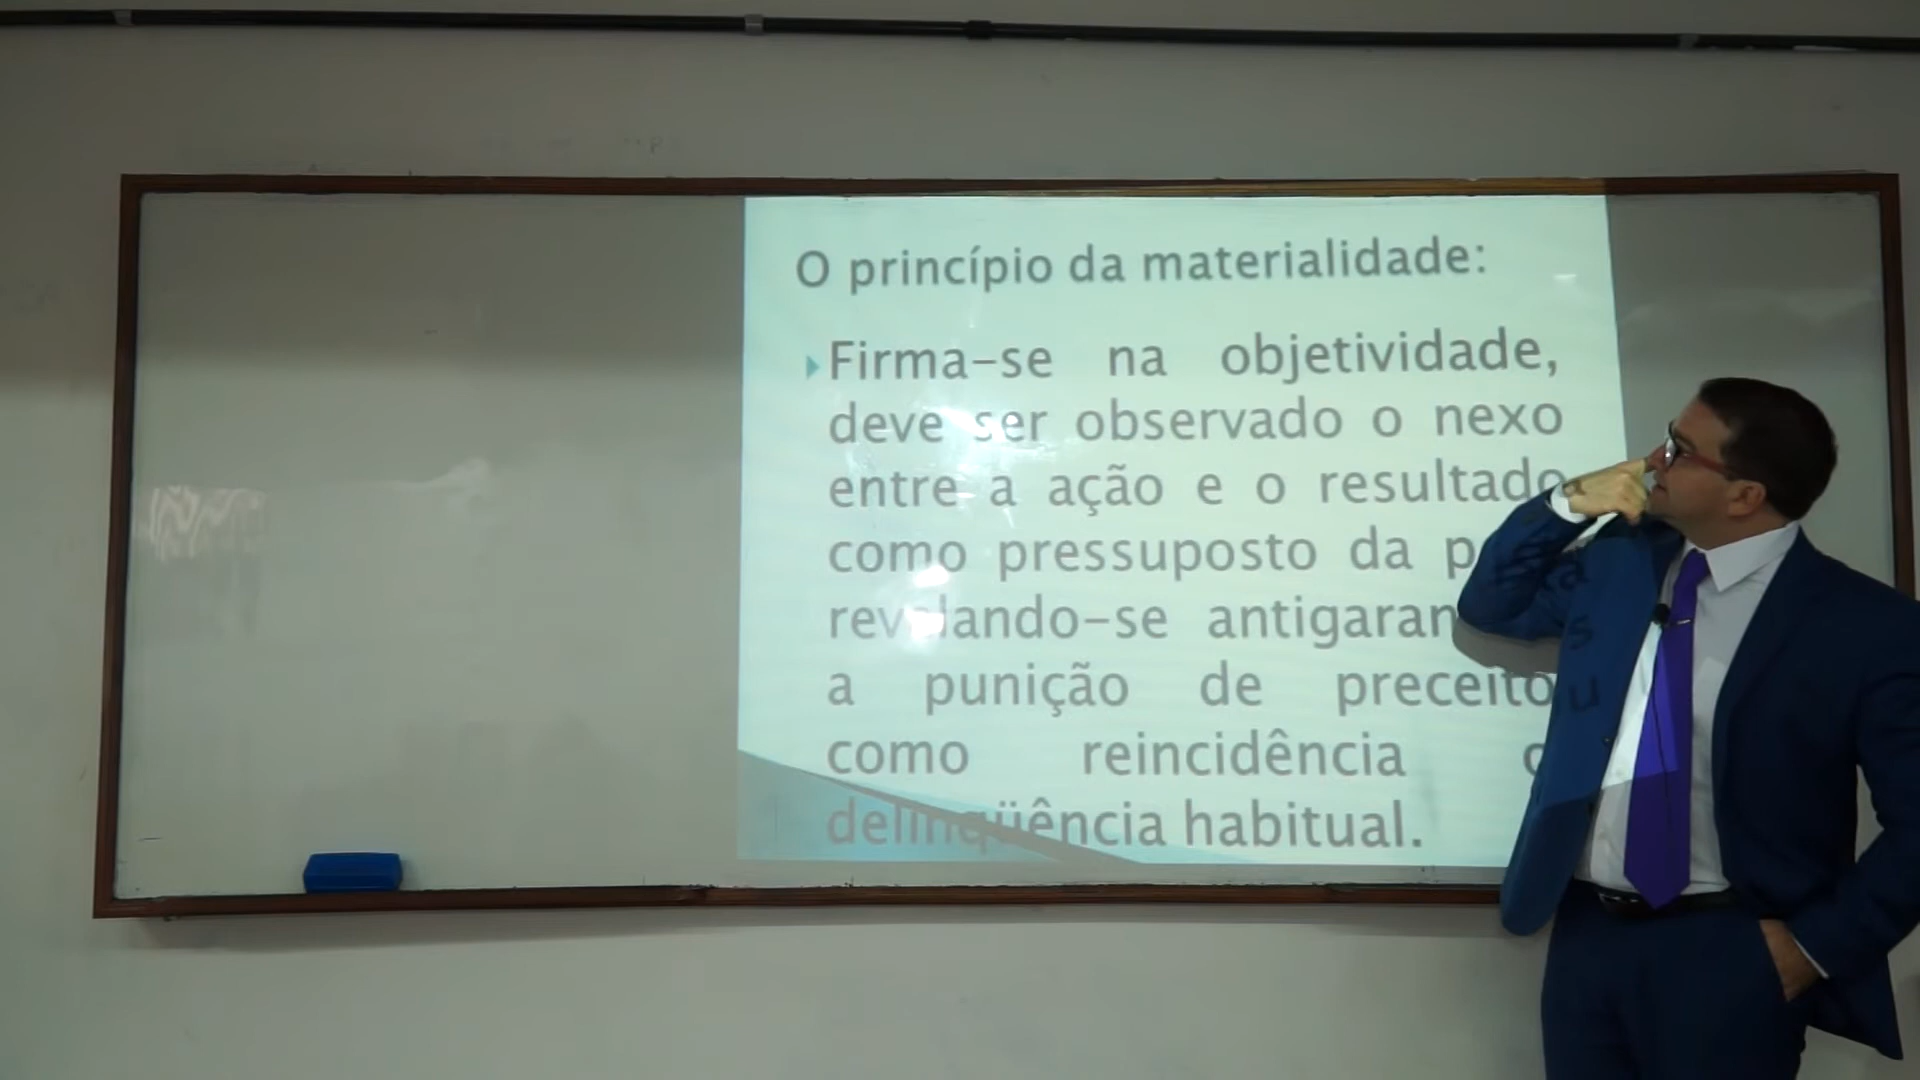 O princípio da materialidade:
Firma-se na objetividade,
deve ser observado o nexo
entre a ação e o resultado
como pressuposto da
revelando-se
a punição de preceito
como reincidência
delinqüência habitual.